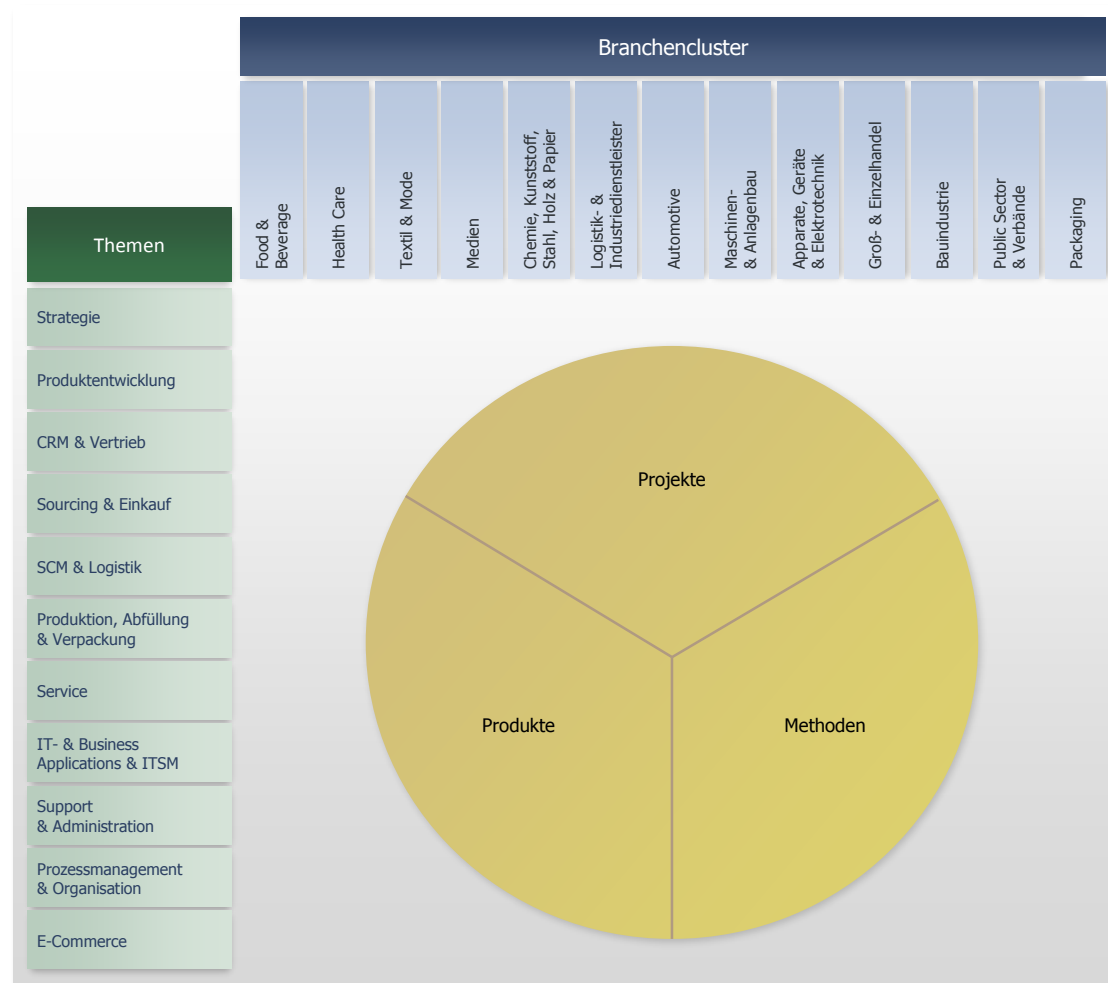 Branchencluster
Food &
Beverage
Health Care
Textil & Mode
Medien
Chemie, Kunststoff,
Stahl, Holz & Papier
Logistik- &
Industriedienstleister
Automotive
Maschinen-
& Anlagenbau
Apparate, Geräte
& Elektrotechnik
Groß- & Einzelhandel
Bauindustrie
Public Sector
& Verbände
Packaging
Themen
Strategie
Produktentwicklung
CRM & Vertrieb
Sourcing & Einkauf
SCM & Logistik
Produktion, Abfüllung
& Verpackung
Service
IT- & Business
Applications & ITSM
Support
& Administration
Prozessmanagement
& Organisation
E-Commerce
Projekte
Produkte
Methoden